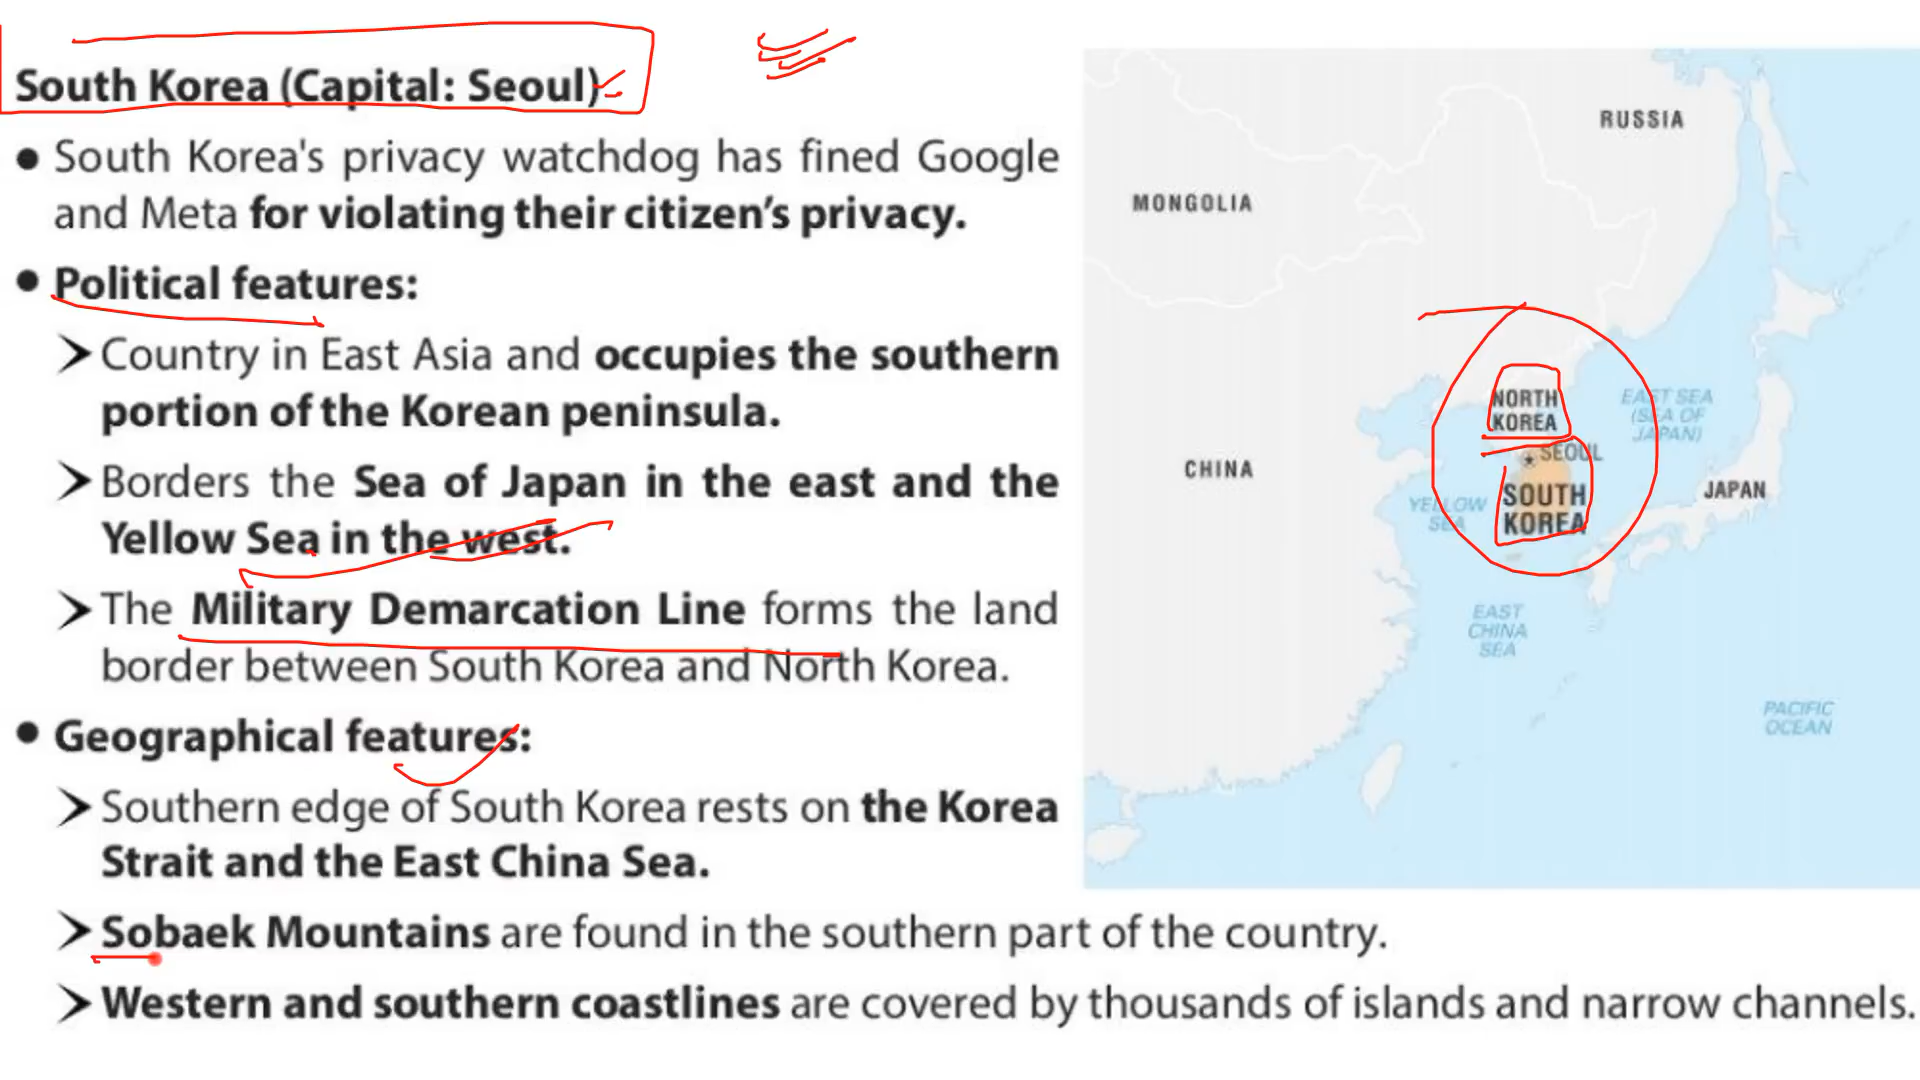 South Korea (Capital: Seoul)
● South Korea's privacy watchdog has fined Google
and Meta for violating their citizen’s privacy.
● Political features:
➤ Country in East Asia and occupies the southern
portion of the Korean peninsula.
➤ Borders the Sea of Japan in the east and the
Yellow Sea in the west.
➤ The Military Demarcation Line forms the land
border between South Korea and North Korea.
● Geographical features:
➤ Southern edge of South Korea rests on the Korea
Strait and the East China Sea.
➤ Sobaek Mountains are found in the southern part of the country.
➤ Western and southern coastlines are covered by thousands of islands and narrow channels.
RUSSIA
MONGOLIA
NORTH
KOREA
EAST SEA
(SEA OF
JAPAN)
SEOUL
CHINA
SOUTH
KOREA
YELLOW
SEA
JAPAN
EAST
CHINA
SEA
PACIFIC
OCEAN